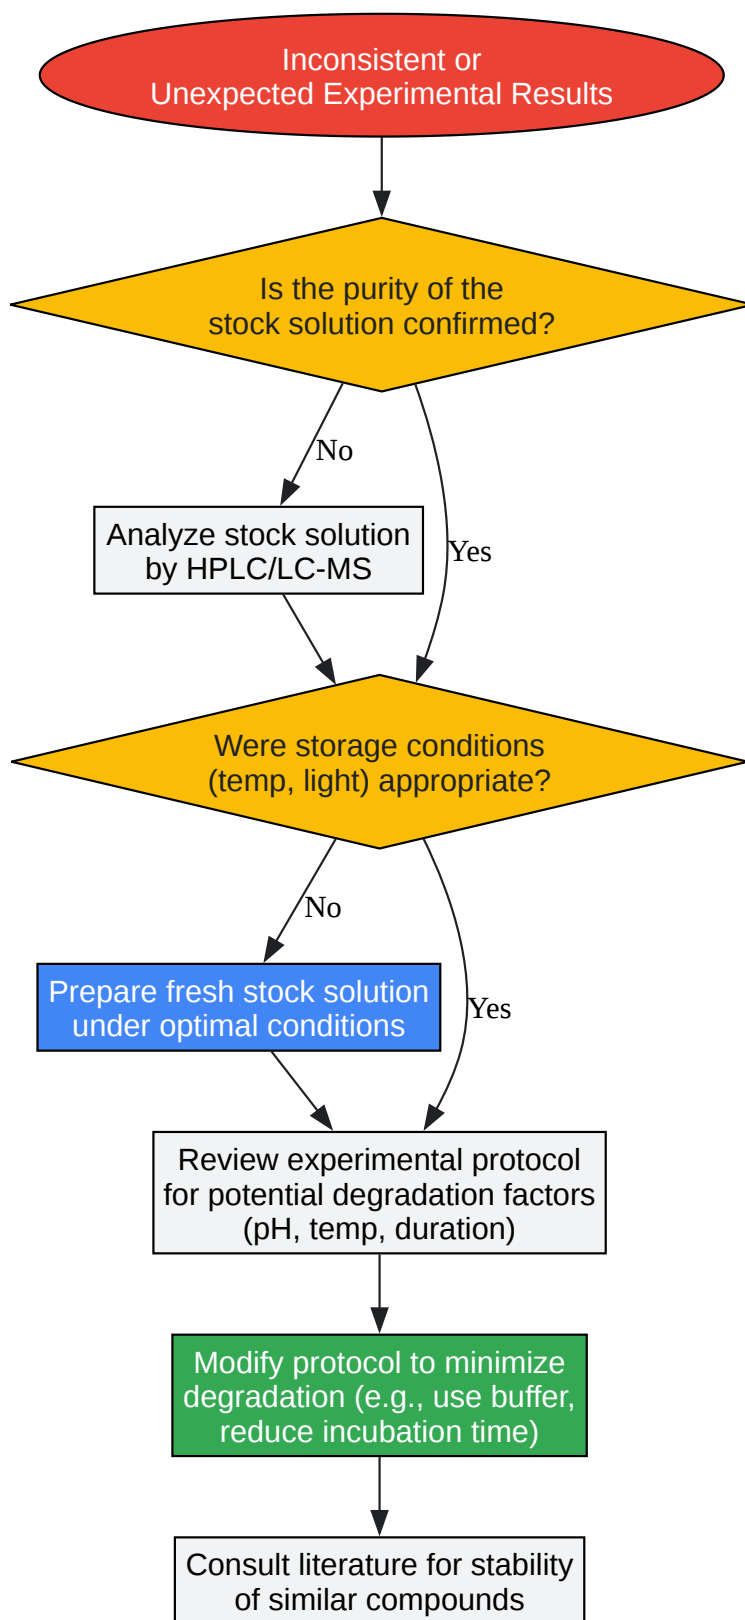 Inconsistent or
Unexpected Experimental Results
Is the purity of the
stock solution confirmed?
No
Analyze stock solution
by HPLC/LC-MS
Yes
Were storage conditions
(temp, light) appropriate?
No
Prepare fresh stock solution
under optimal conditions
Yes
Review experimental protocol
for potential degradation factors
(pH, temp, duration)
Modify protocol to minimize
degradation (e.g., use buffer,
reduce incubation time)
Consult literature for stability
of similar compounds